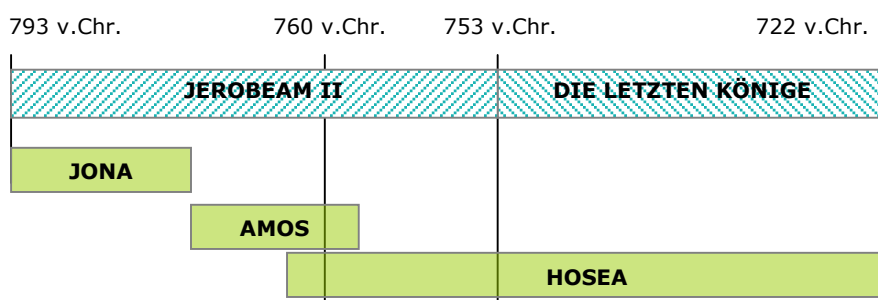 793 v.Chr. 760 v.Chr. 753 v.Chr. 722 v.Chr.
JEROBEAM II DIE LETZTEN KÖNIGE
JONA
AMOS
HOSEA